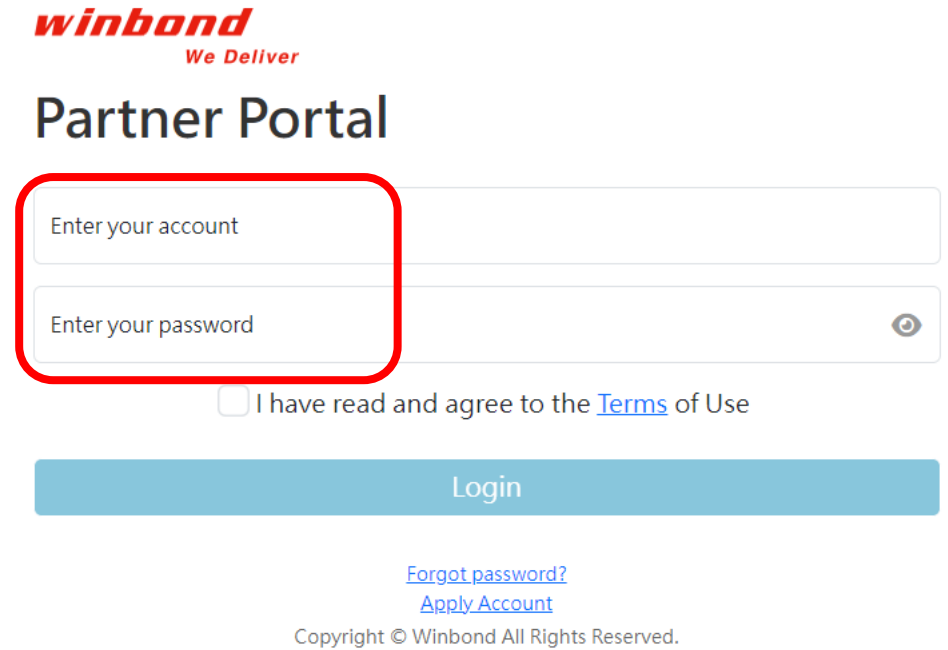 winbond
We Deliver
Partner Portal
Enter your account
Enter your password
I have read and agree to the Terms of Use
Login
Forgot password?
Apply Account
Copyright © Winbond All Rights Reserved.